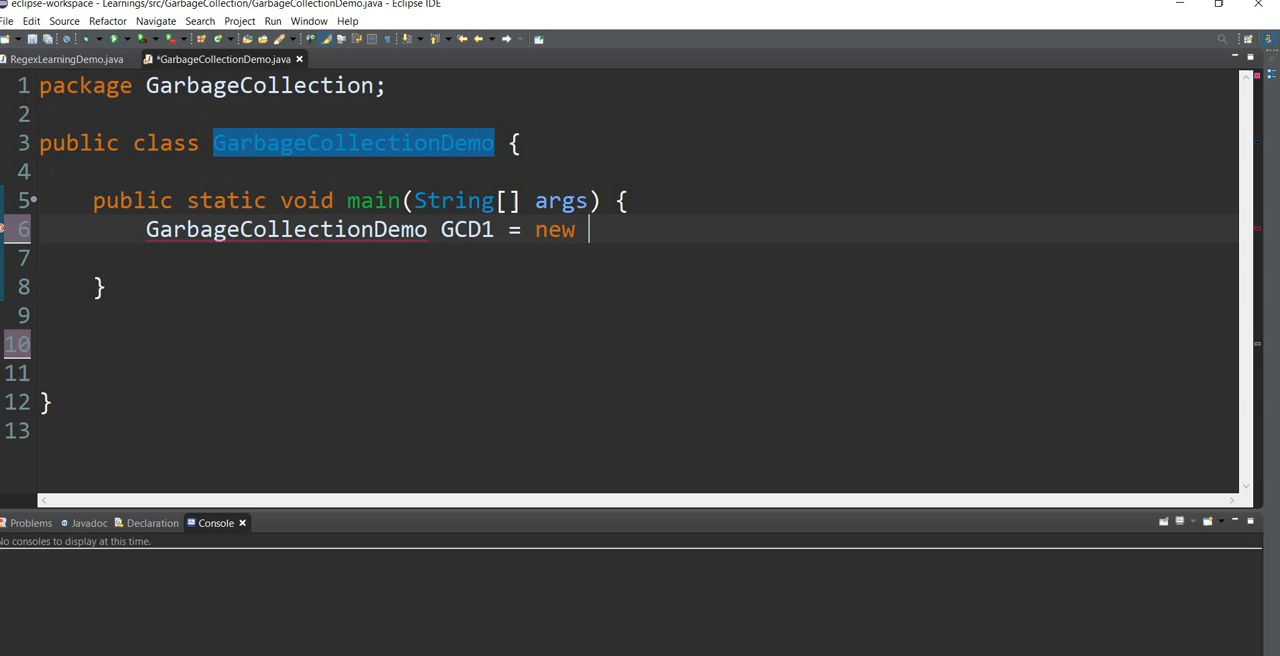 eclipse-workspace - Learnings/src/GarbageCollection/GarbageCollectionDemo.java - Eclipse IDE
File Edit Source Refactor Navigate Search Project Run Window Help
RegexLearningDemo.java *GarbageCollectionDemo.java
1 package GarbageCollection;
2
3 public class GarbageCollectionDemo {
4
5 public static void main(String[] args) {
6 GarbageCollectionDemo GCD1 = new
7
8 }
9
10
11
12 }
13
Problems Javadoc Declaration Console
No consoles to display at this time.